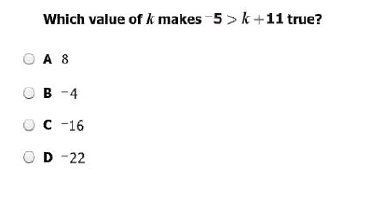 Which value of k makes ⁻5 > k + 11 true?
A 8
B -4
C -16
D -22